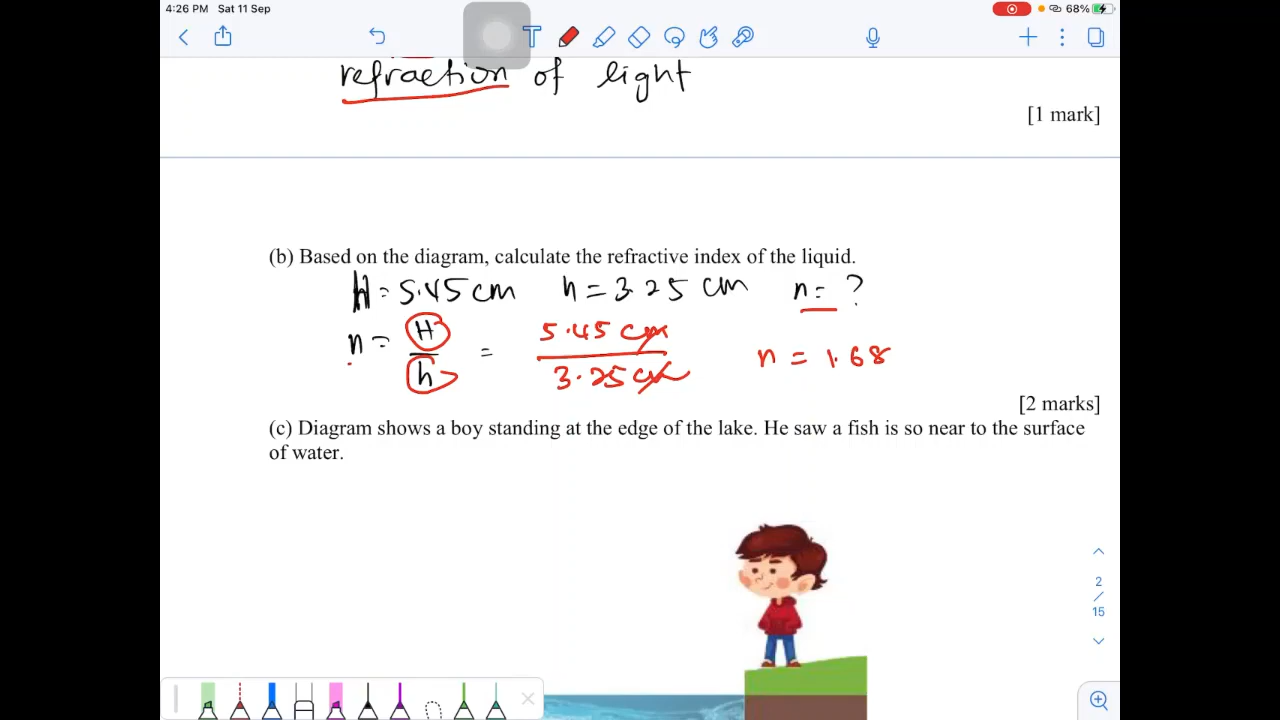 4:26 PM Sat 11 Sep
68%
T
refraction of light
[1 mark]
(b) Based on the diagram, calculate the refractive index of the liquid.
H = 5.45 cm h = 3.25 cm n = ?
n = H / h = 5.45 cm / 3.25 cm n = 1.68
[2 marks]
(c) Diagram shows a boy standing at the edge of the lake. He saw a fish is so near to the surface
of water.
2
/
15